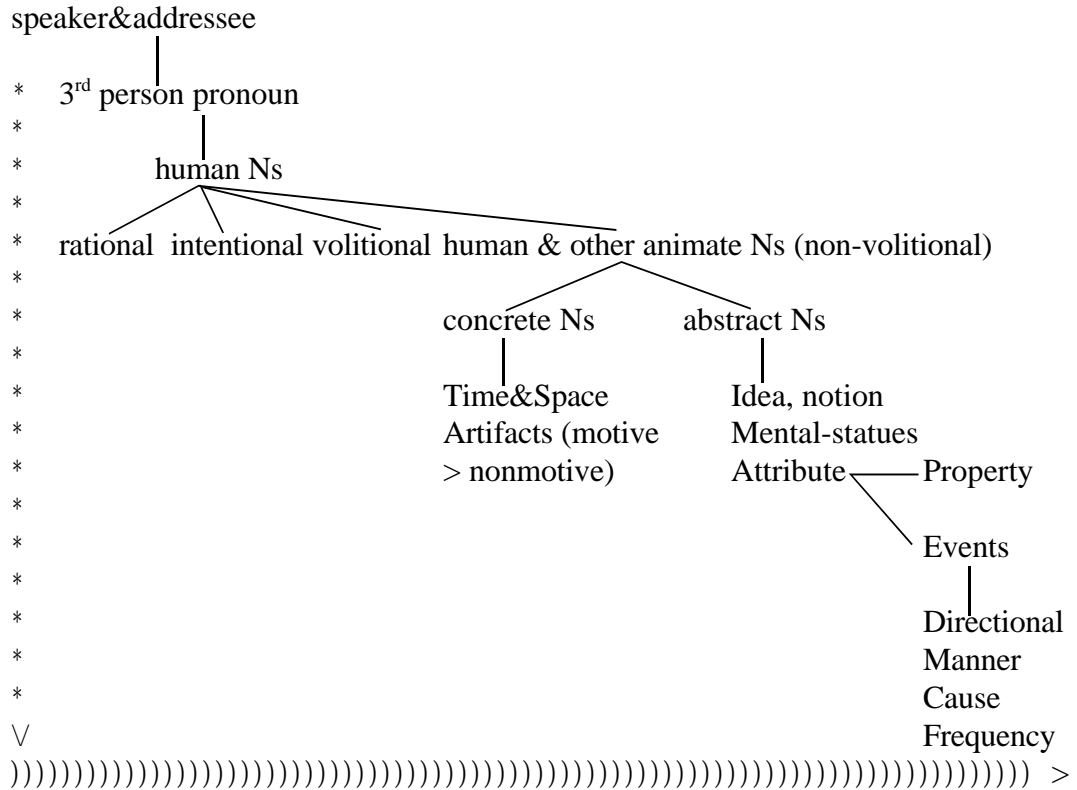 speaker&addressee
* 3rd person pronoun
*
* human Ns
*
* rational intentional volitional human & other animate Ns (non-volitional)
*
* concrete Ns abstract Ns
*
* Time&Space Idea, notion
* Artifacts (motive Mental-statues
* > nonmotive) Attribute Property
*
* Events
*
* Directional
* Manner
* Cause
\/ Frequency
)))))))))))))))))))))))))))))))))))))))))))))))))))))))))))))))))))))))))))))))) >